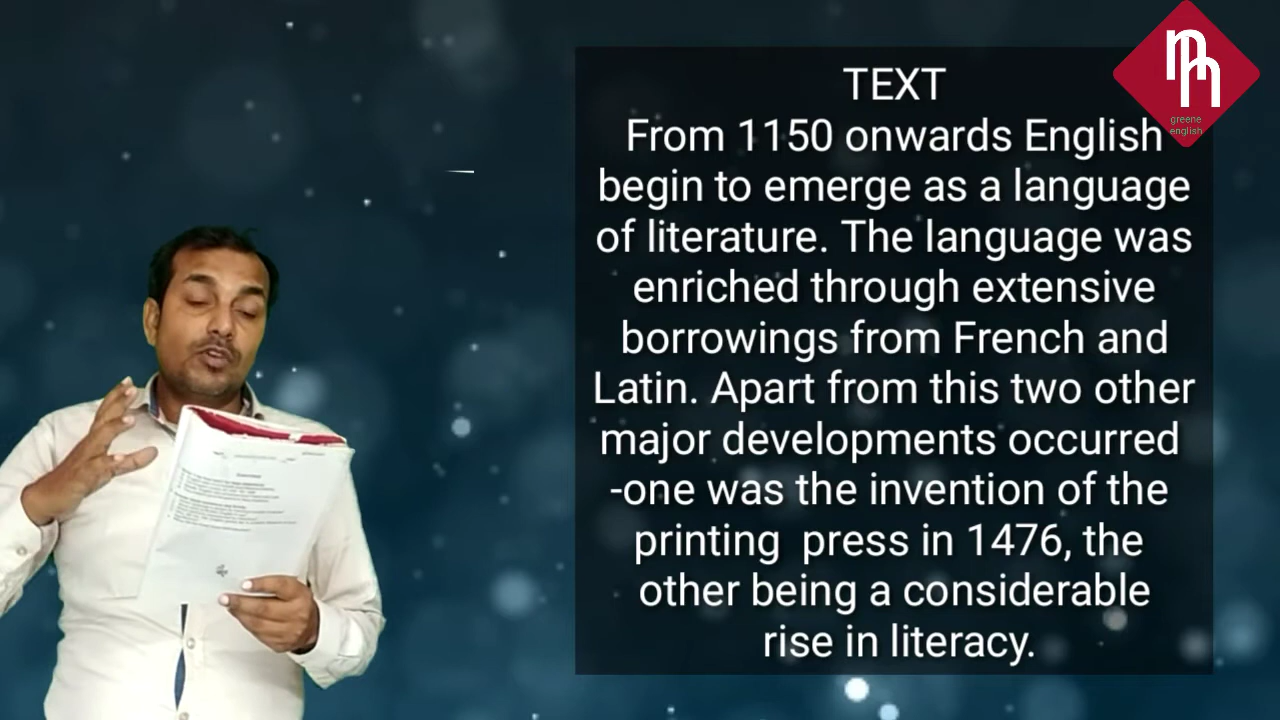 TEXT
From 1150 onwards English
begin to emerge as a language
of literature. The language was
enriched through extensive
borrowings from French and
Latin. Apart from this two other
major developments occurred
-one was the invention of the
printing press in 1476, the
other being a considerable
rise in literacy.
greene
english